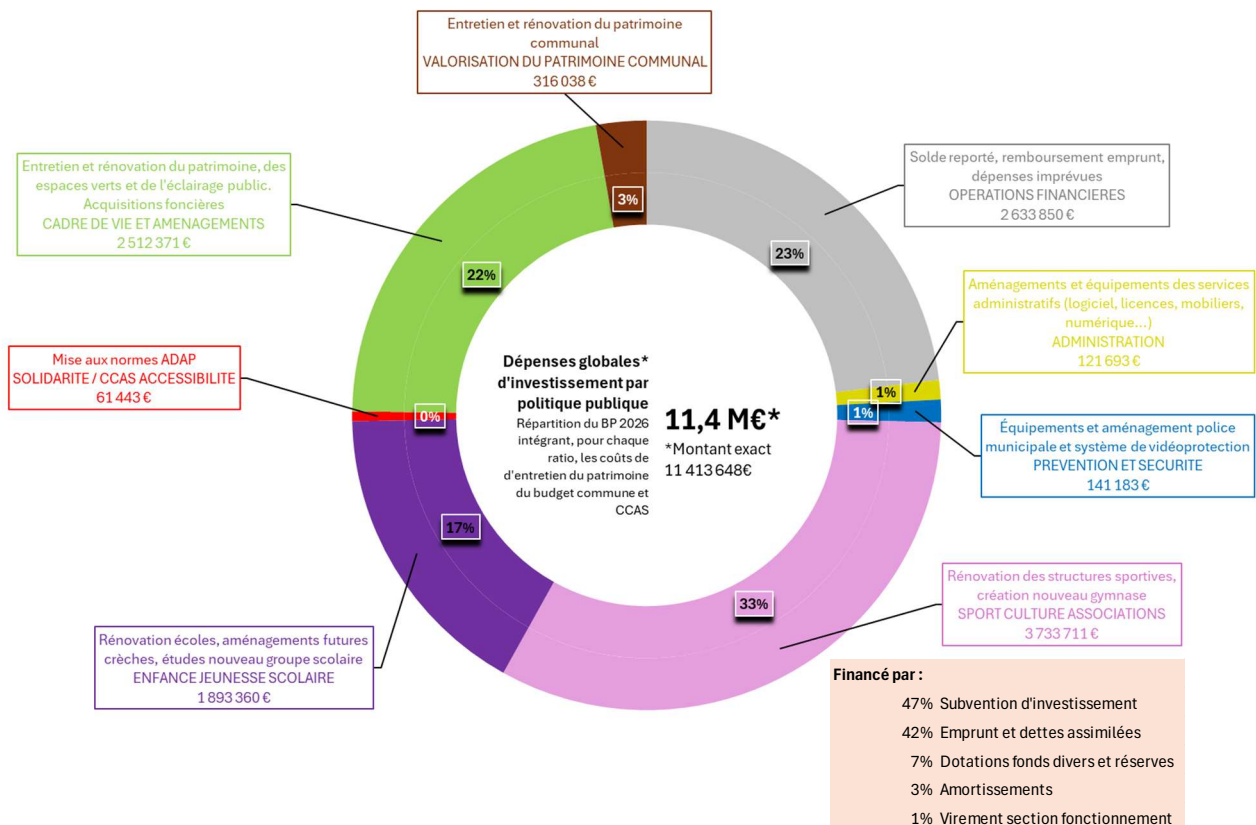 Entretien et rénovation du patrimoine
communal
VALORISATION DU PATRIMOINE COMMUNAL
316 038 €
Entretien et rénovation du patrimoine, des
espaces verts et de l'éclairage public.
Acquisitions foncières
CADRE DE VIE ET AMENAGEMENTS
2 512 371 €
Solde reporté, remboursement emprunt,
dépenses imprévues
OPERATIONS FINANCIERES
2 633 850 €
3%
23%
22%
Aménagements et équipements des services
administratifs (logiciel, licences, mobiliers,
numérique...)
ADMINISTRATION
121 693 €
Mise aux normes ADAP
SOLIDARITE / CCAS ACCESSIBILITE
61 443 €
0%
1%
1%
Dépenses globales*
d'investissement par
politique publique
Répartition du BP 2026
intégrant, pour chaque
ratio, les coûts de
d'entretien du patrimoine
du budget commune et
CCAS
11,4 M€*
*Montant exact
11 413 648€
Équipements et aménagement police
municipale et système de vidéoprotection
PREVENTION ET SECURITE
141 183 €
17%
33%
Rénovation des structures sportives,
création nouveau gymnase
SPORT CULTURE ASSOCIATIONS
3 733 711 €
Rénovation écoles, aménagements futures
crèches, études nouveau groupe scolaire
ENFANCE JEUNESSE SCOLAIRE
1 893 360 €
Financé par :
47% Subvention d'investissement
42% Emprunt et dettes assimilées
7% Dotations fonds divers et réserves
3% Amortissements
1% Virement section fonctionnement